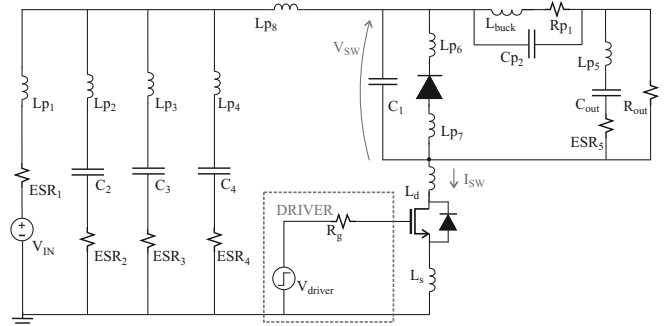 Lp8
VSW
Lbuck
Rp1
Cp2
Lp6
Lp5
Lp1
Lp2
Lp3
Lp4
C1
Cout
Rout
Lp7
ESR5
ESR1
C2
C3
C4
Ld
ISW
DRIVER
Rg
VIN
ESR2
ESR3
ESR4
Vdriver
Ls